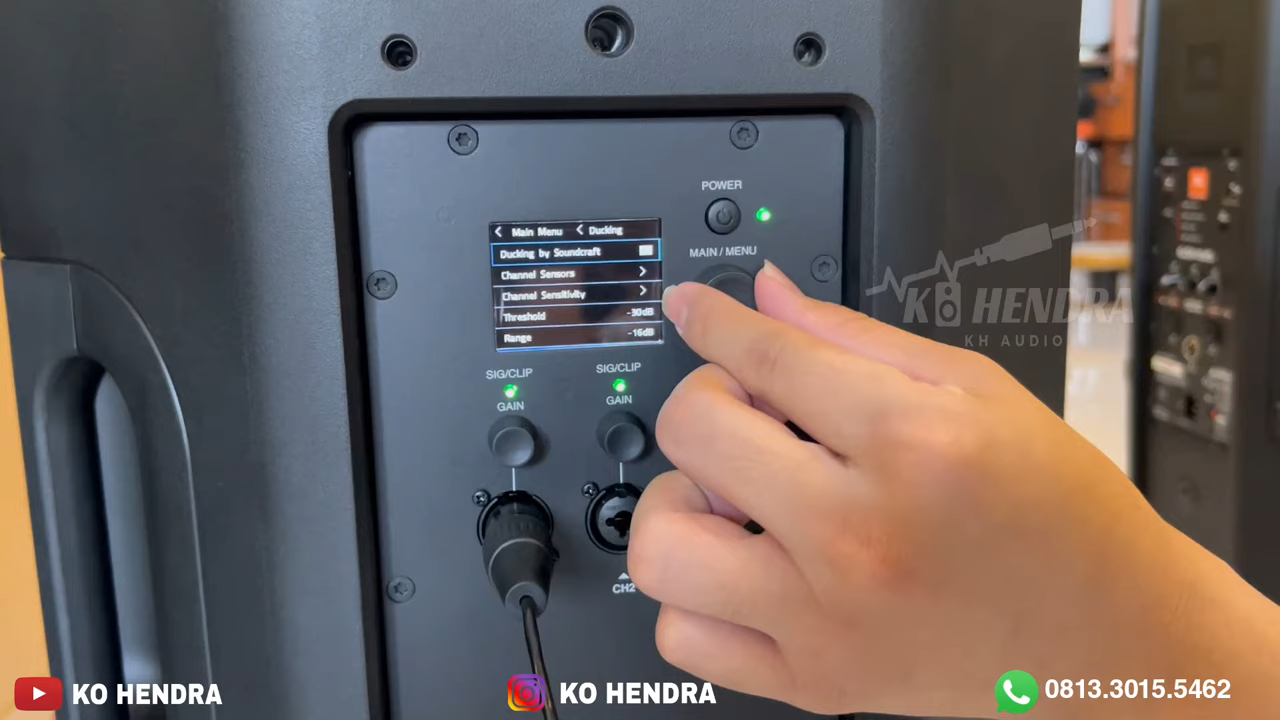 POWER
< Main Menu < Ducking
MAIN / MENU
Ducking by Soundcraft
Channel Sensors >
Channel Sensitivity >
Threshold -30dB
Range -16dB
SIG/CLIP
SIG/CLIP
GAIN
GAIN
CH2
KO HENDRA
KH AUDIO
KO HENDRA
KO HENDRA
0813.3015.5462